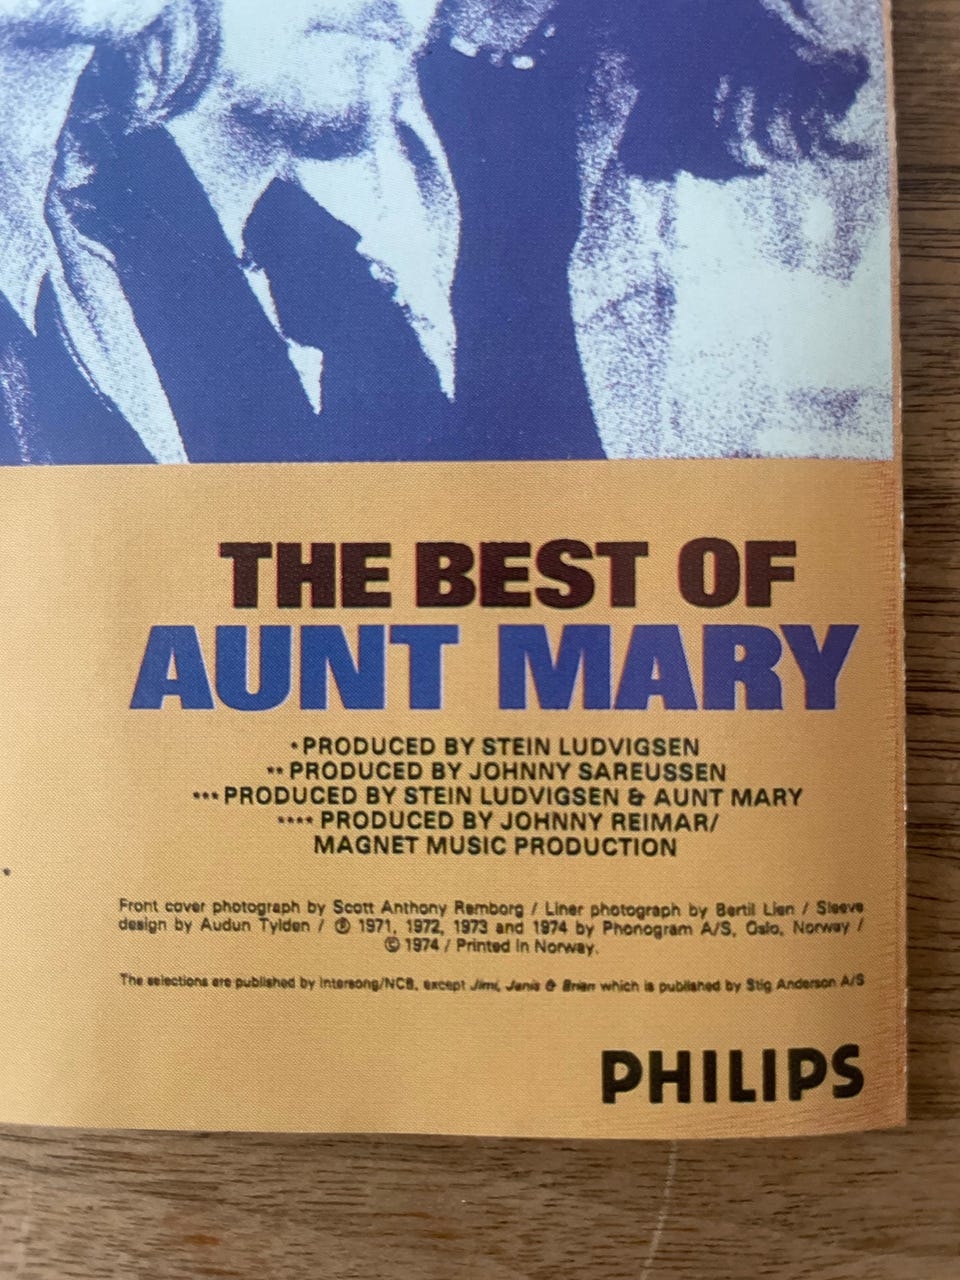 THE BEST OF
AUNT MARY
*PRODUCED BY STEIN LUDVIGSEN
** PRODUCED BY JOHNNY SAREUSSEN
***PRODUCED BY STEIN LUDVIGSEN & AUNT MARY
**** PRODUCED BY JOHNNY REIMAR/
MAGNET MUSIC PRODUCTION
Front cover photograph by Scott Anthony Remborg / Liner photograph by Bertil Lien / Sleeve
design by Audun Tylden / ℗ 1971, 1972, 1973 and 1974 by Phonogram A/S, Oslo, Norway /
© 1974 / Printed in Norway.
The selections are published by Intersong/NCB, except Jimi, Janis & Brian which is published by Stig Anderson A/S
PHILIPS